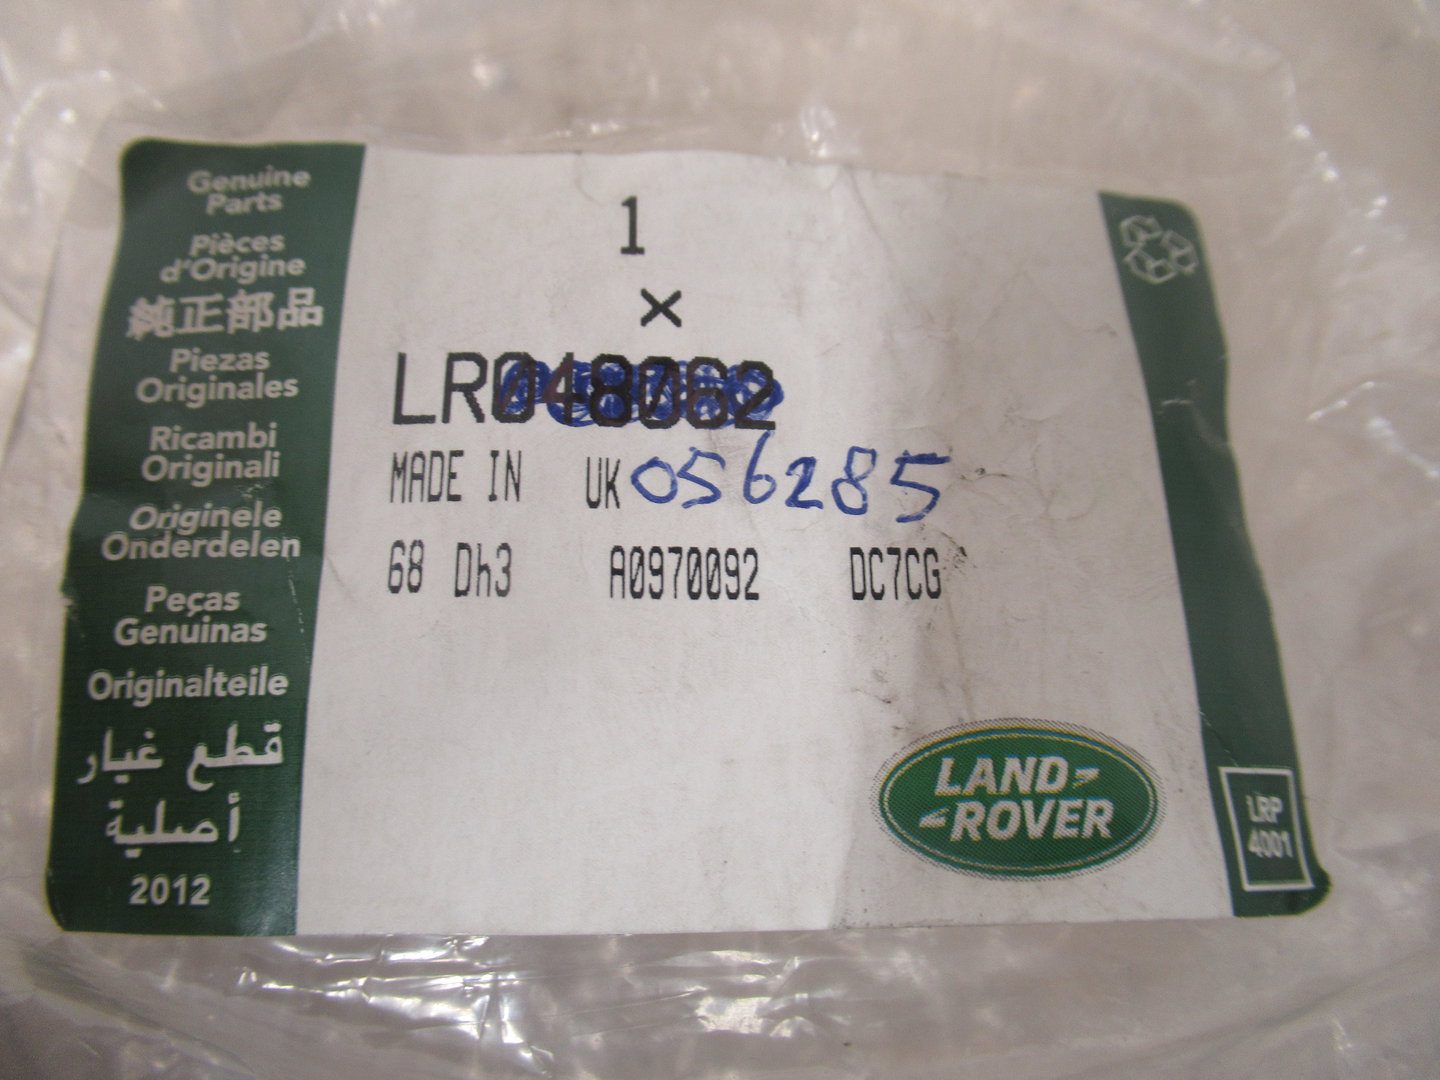 Genuine
Parts
Pièces
d'Origine
純正部品
Piezas
Originales
Ricambi
Originali
Originele
Onderdelen
Peças
Genuinas
Originalteile
قطع غيار
أصلية
2012
1
×
LR048062
MADE IN UK 056285
68 Dh3 A0970092 DC7CG
LAND
ROVER
LRP
4001